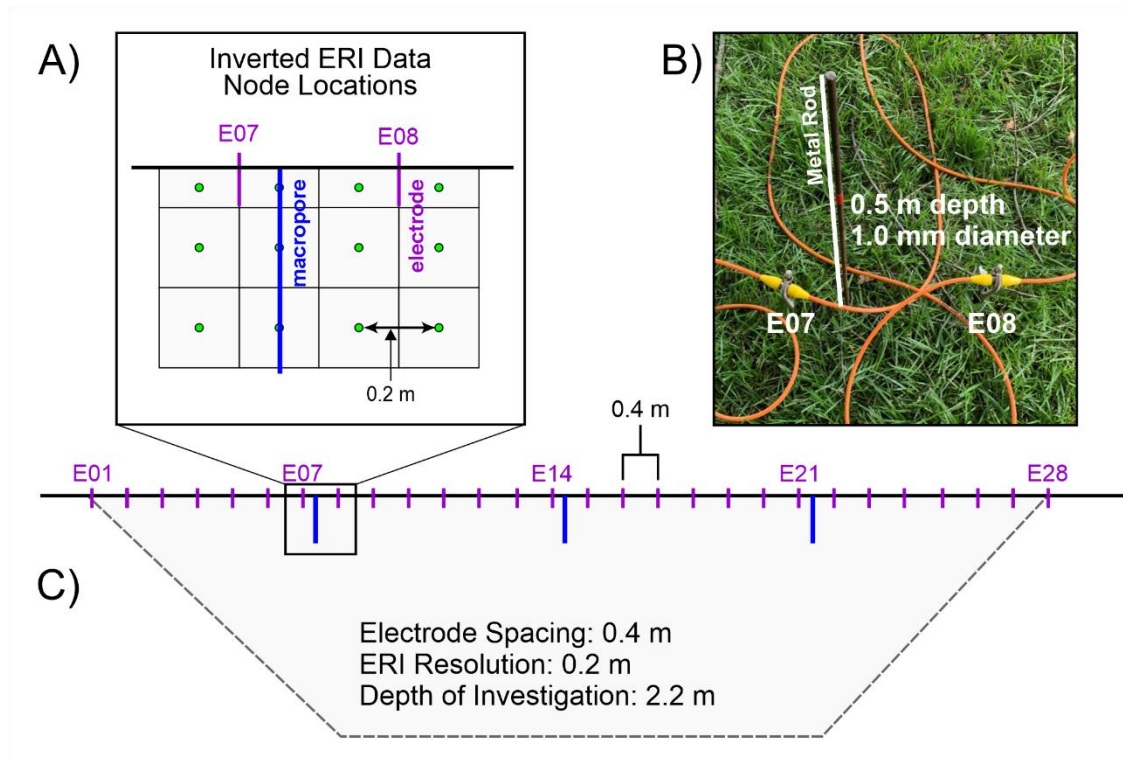 A)
Inverted ERI Data
Node Locations
E07
E08
macropore
electrode
0.2 m
B)
Metal Rod
0.5 m depth
1.0 mm diameter
E07
E08
0.4 m
E01
E07
E14
E21
E28
C)
Electrode Spacing: 0.4 m
ERI Resolution: 0.2 m
Depth of Investigation: 2.2 m